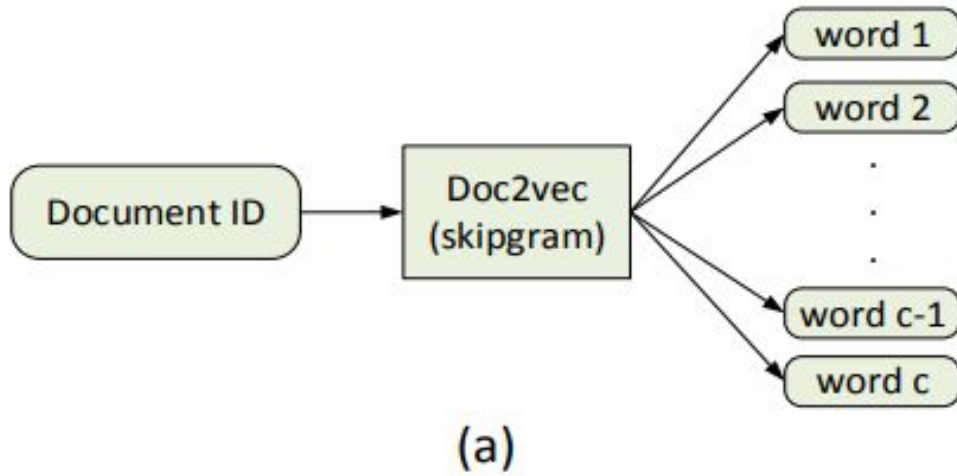 word 1
word 2
Document ID
Doc2vec
(skipgram)
.
.
.
word c-1
word c
(a)